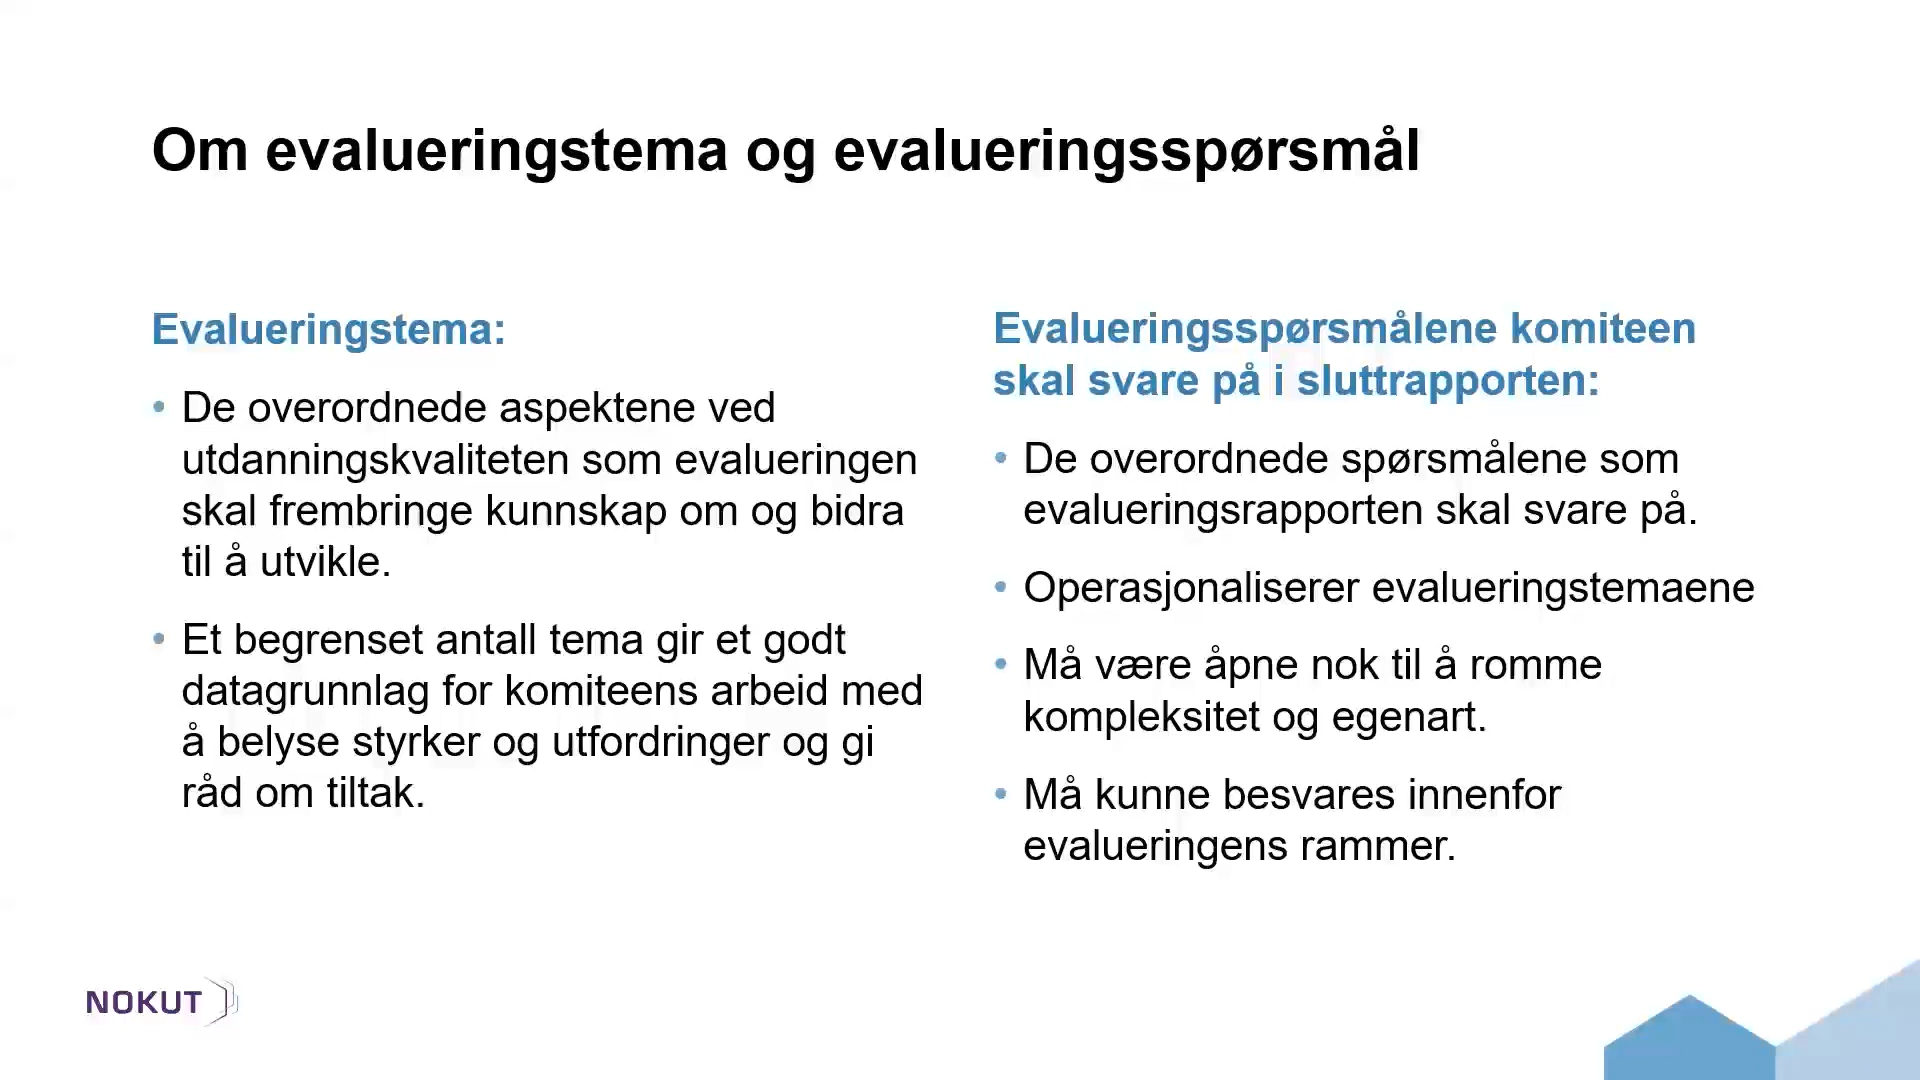 Om evalueringstema og evalueringsspørsmål
Evalueringstema:
• De overordnede aspektene ved
utdanningskvaliteten som evalueringen
skal frembringe kunnskap om og bidra
til å utvikle.
• Et begrenset antall tema gir et godt
datagrunnlag for komiteens arbeid med
å belyse styrker og utfordringer og gi
råd om tiltak.
Evalueringsspørsmålene komiteen
skal svare på i sluttrapporten:
• De overordnede spørsmålene som
evalueringsrapporten skal svare på.
• Operasjonaliserer evalueringstemaene
• Må være åpne nok til å romme
kompleksitet og egenart.
• Må kunne besvares innenfor
evalueringens rammer.
NOKUT